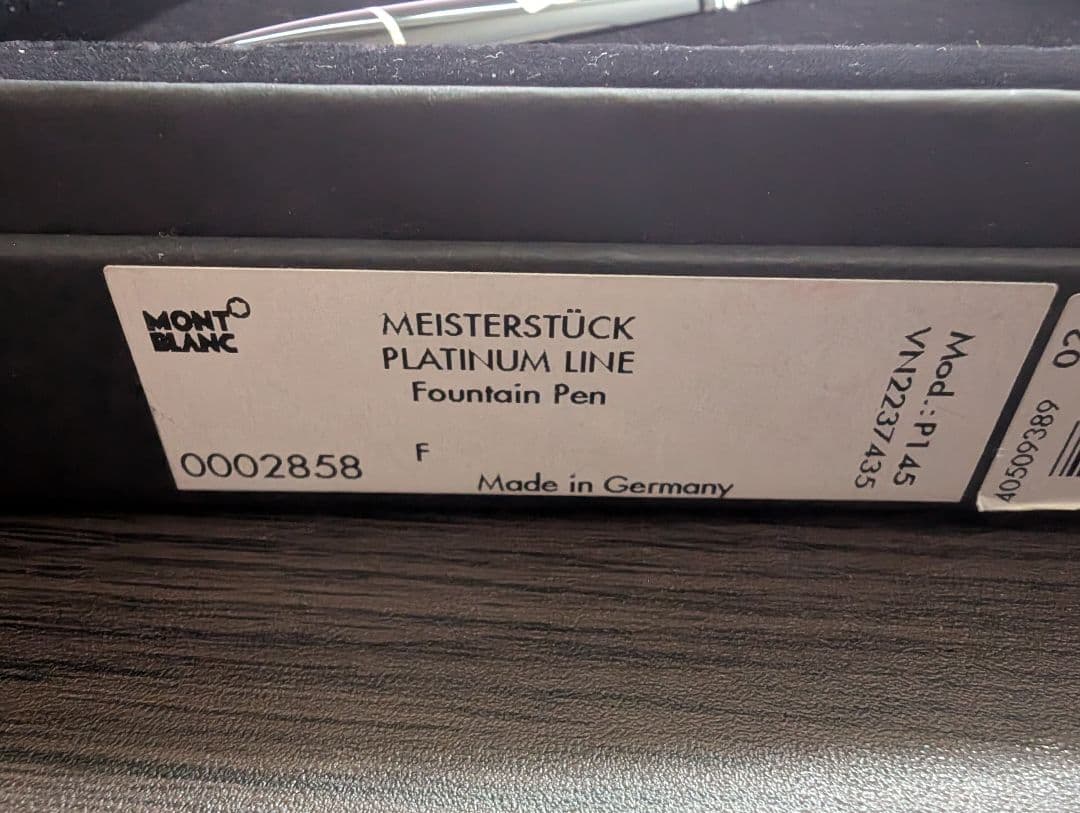 MONT
BLANC
MEISTERSTÜCK
PLATINUM LINE
Fountain Pen
0002858
F
Made in Germany
Mod.:P145
VN2237435
40509389